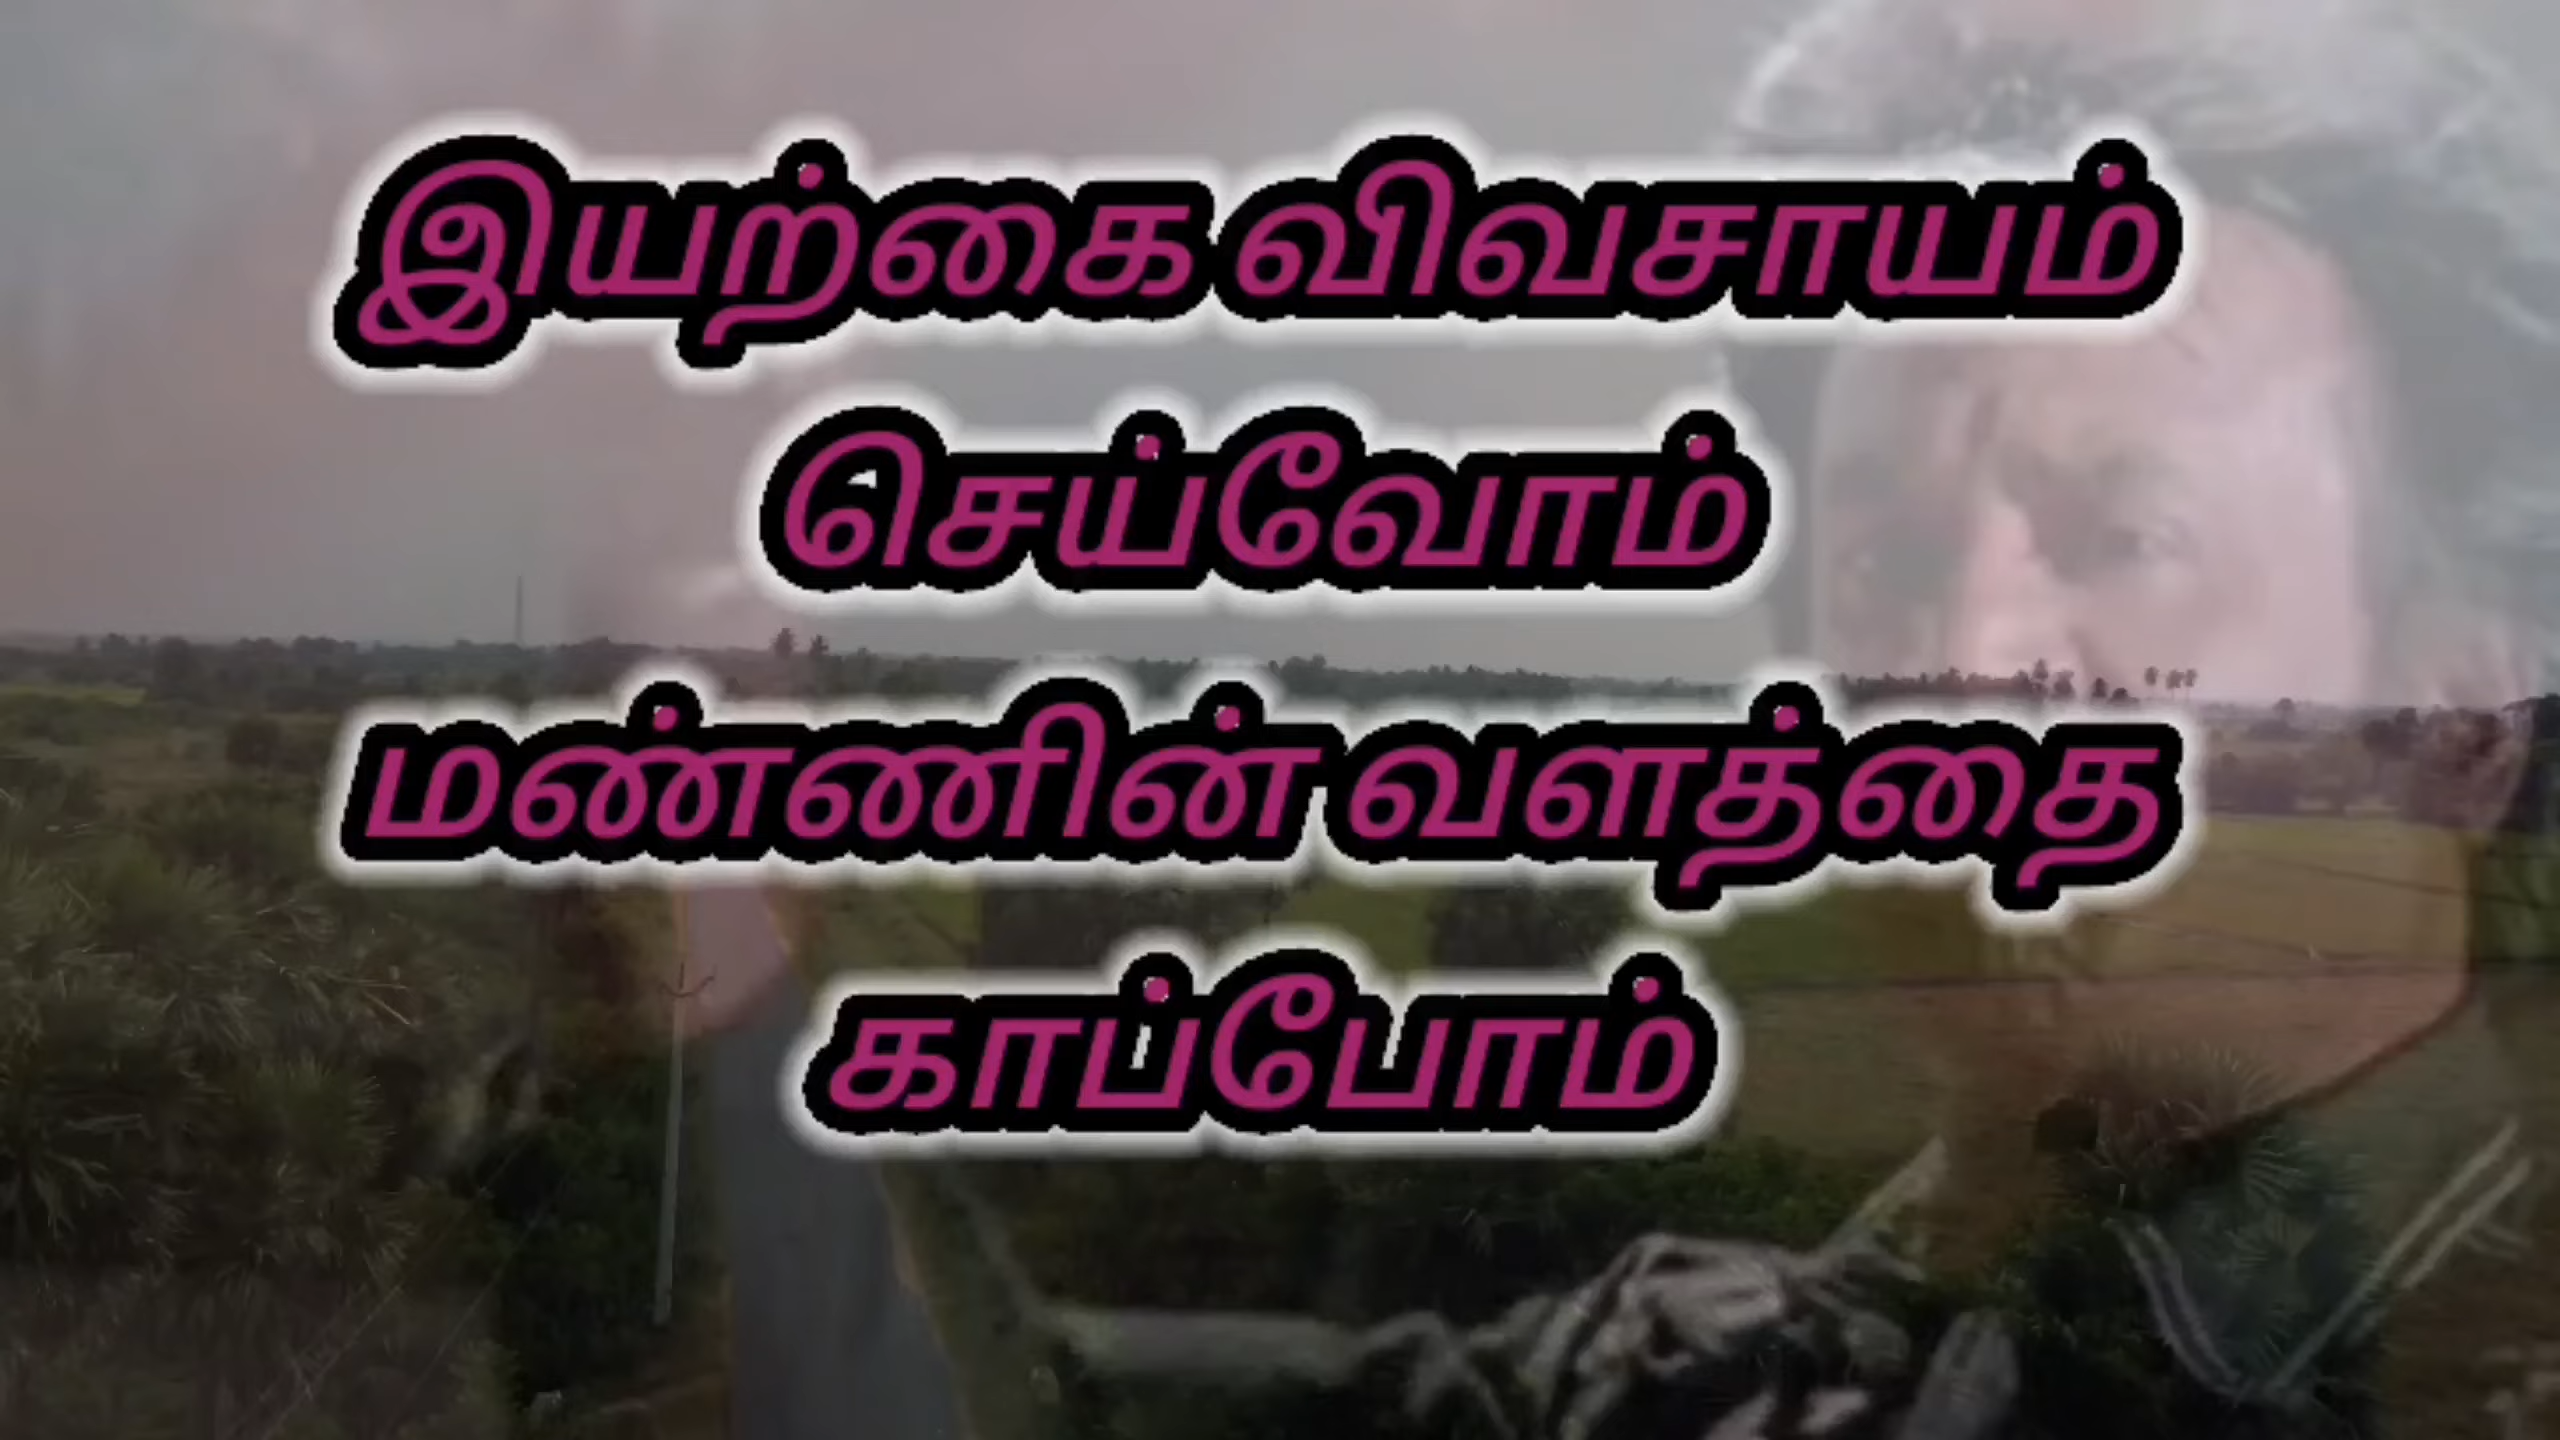 இயற்கை விவசாயம்
செய்வோம்
மண்ணின் வளத்தை
காப்போம்